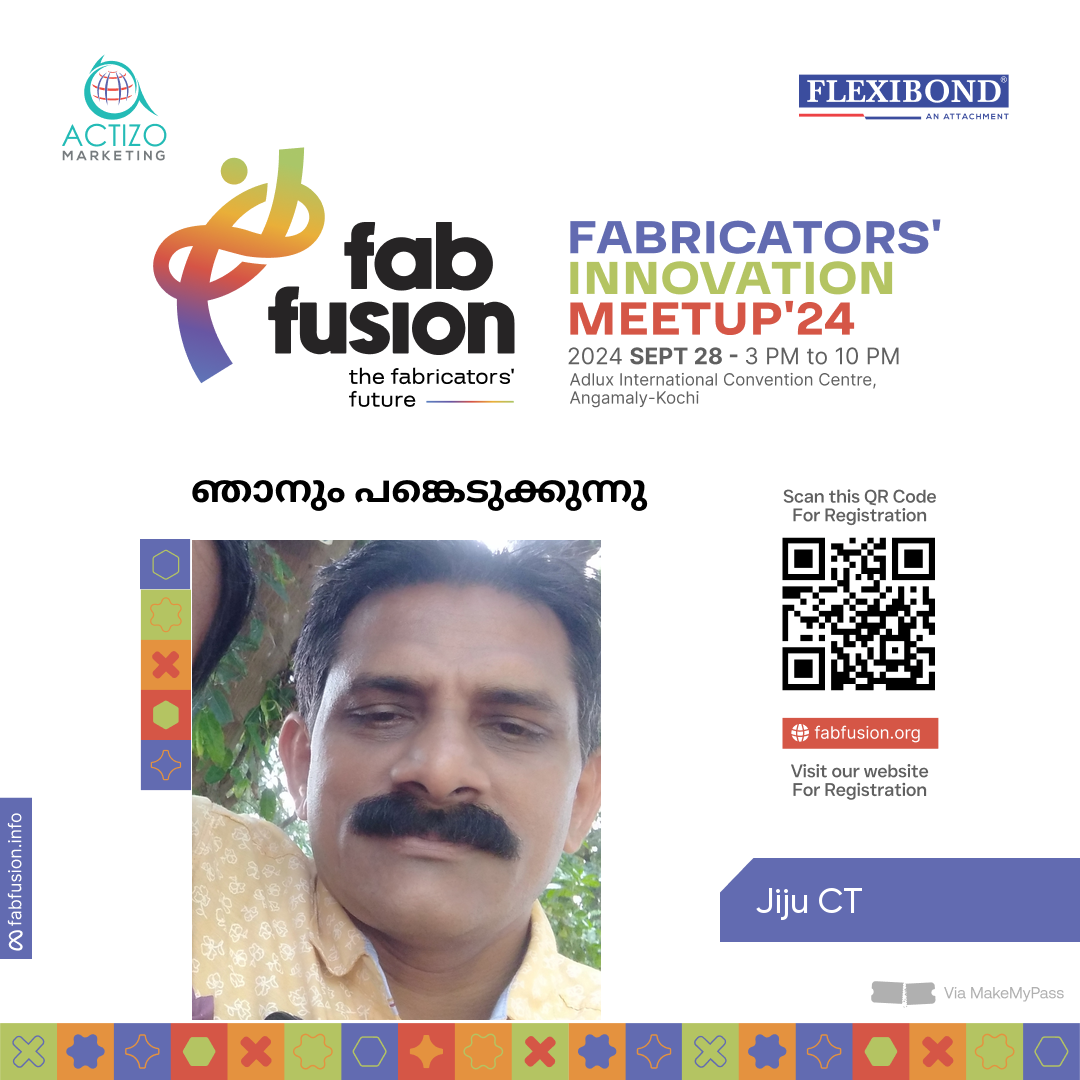 ACTIZO
MARKETING
FLEXIBOND®
AN ATTACHMENT
fab
fusion
the fabricators'
future
FABRICATORS'
INNOVATION
MEETUP'24
2024 SEPT 28 - 3 PM to 10 PM
Adlux International Convention Centre,
Angamaly-Kochi
ഞാനും പങ്കെടുക്കുന്നു
Scan this QR Code
For Registration
fabfusion.org
Visit our website
For Registration
fabfusion.info
Jiju CT
Via MakeMyPass